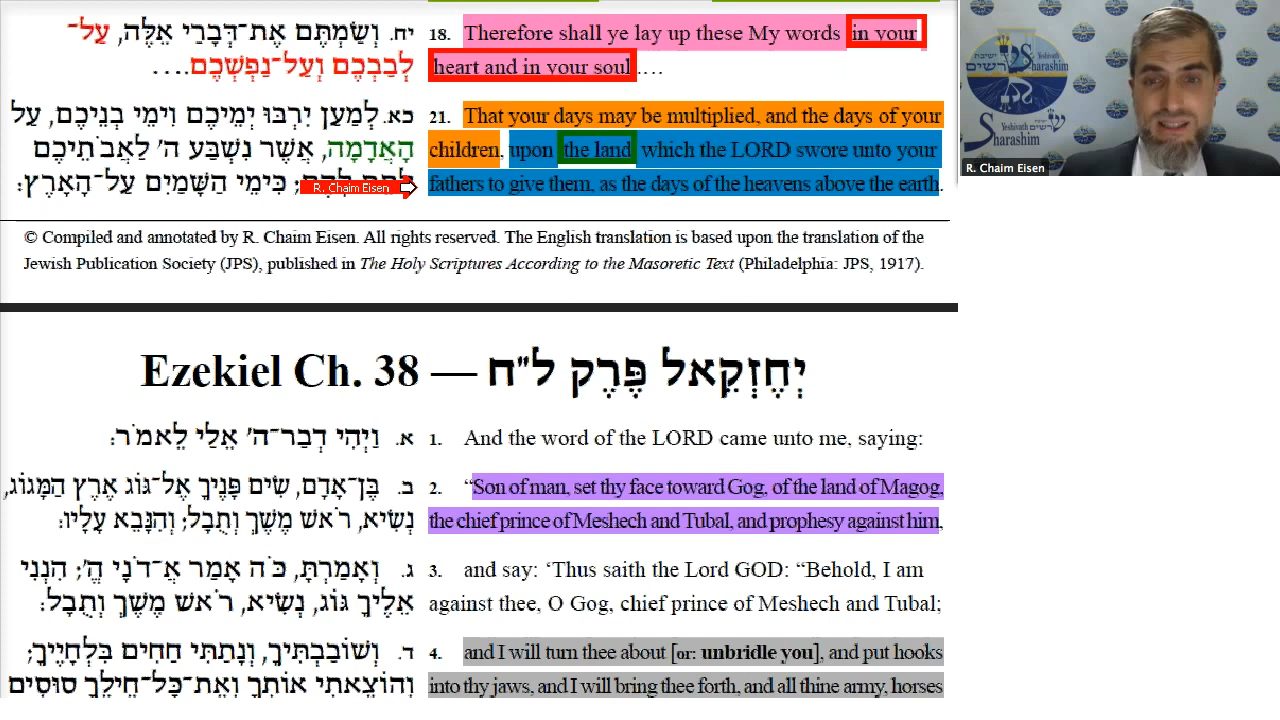 יח. וְשַׂמְתֶּם אֶת־דְּבָרַי אֵלֶּה, עַל־
לְבַבְכֶם וְעַל־נַפְשְׁכֶם....
18. Therefore shall ye lay up these My words in your
heart and in your soul....
כא. לְמַעַן יִרְבּוּ יְמֵיכֶם וִימֵי בְנֵיכֶם, עַל
הָאֲדָמָה, אֲשֶׁר נִשְׁבַּע ה' לַאֲבֹתֵיכֶם
כִּימֵי הַשָּׁמַיִם עַל־הָאָרֶץ:
R. Chaim Eisen
21. That your days may be multiplied, and the days of your
children, upon the land which the LORD swore unto your
fathers to give them, as the days of the heavens above the earth.
© Compiled and annotated by R. Chaim Eisen. All rights reserved. The English translation is based upon the translation of the
Jewish Publication Society (JPS), published in The Holy Scriptures According to the Masoretic Text (Philadelphia: JPS, 1917).
Ezekiel Ch. 38 — יְחֶזְקֵאל פֶּרֶק ל"ח
א. וַיְהִי דְבַר־ה' אֵלַי לֵאמֹר:
1. And the word of the LORD came unto me, saying:
ב. בֶּן־אָדָם, שִׂים פָּנֶיךָ אֶל־גּוֹג אֶרֶץ הַמָּגוֹג,
נְשִׂיא, רֹאשׁ מֶשֶׁךְ וְתֻבָל; וְהִנָּבֵא עָלָיו:
2. “Son of man, set thy face toward Gog, of the land of Magog,
the chief prince of Meshech and Tubal, and prophesy against him,
ג. וְאָמַרְתָּ, כֹּה אָמַר אֲ־דֹנָי ה'; הִנְנִי
אֵלֶיךָ גּוֹג, נְשִׂיא, רֹאשׁ מֶשֶׁךְ וְתֻבָל:
3. and say: ‘Thus saith the Lord GOD: “Behold, I am
against thee, O Gog, chief prince of Meshech and Tubal;
ד. וְשׁוֹבַבְתִּיךָ, וְנָתַתִּי חַחִים בִּלְחָיֶיךָ;
וְהוֹצֵאתִי אוֹתְךָ וְאֶת־כָּל־חֵילֶךָ סוּסִים
4. and I will turn thee about [or: unbridle you], and put hooks
into thy jaws, and I will bring thee forth, and all thine army, horses
Yeshivath Sharashim
ישיבת שרשים
Yeshivath
Sharashim
R. Chaim Eisen